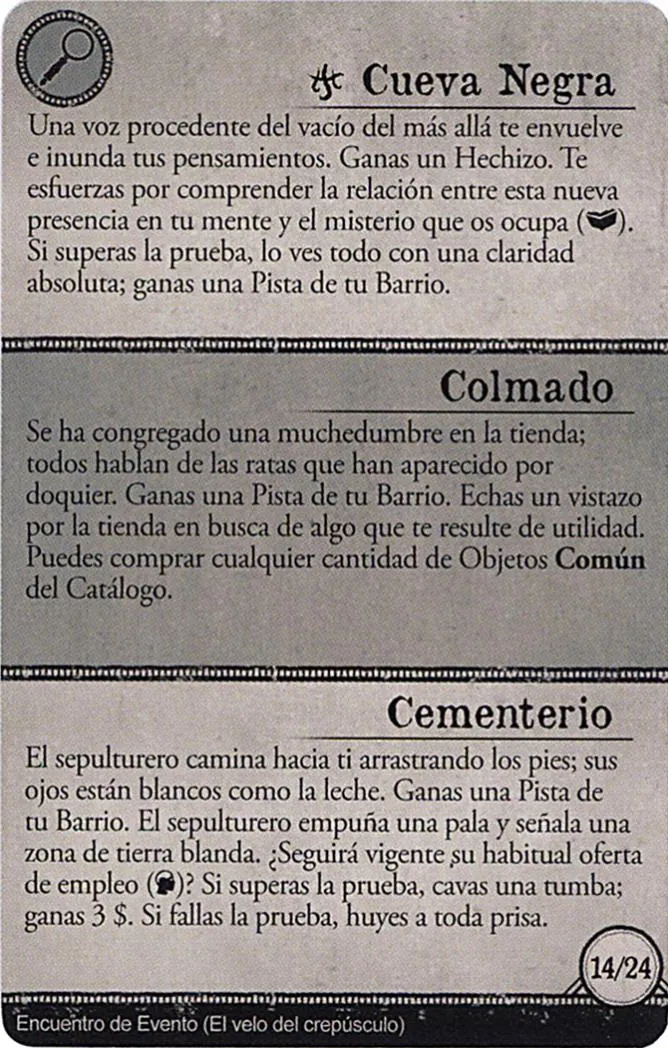 Cueva Negra
Una voz procedente del vacío del más allá te envuelve
e inunda tus pensamientos. Ganas un Hechizo. Te
esfuerzas por comprender la relación entre esta nueva
presencia en tu mente y el misterio que os ocupa ( ).
Si superas la prueba, lo ves todo con una claridad
absoluta; ganas una Pista de tu Barrio.
Colmado
Se ha congregado una muchedumbre en la tienda;
todos hablan de las ratas que han aparecido por
doquier. Ganas una Pista de tu Barrio. Echas un vistazo
por la tienda en busca de algo que te resulte de utilidad.
Puedes comprar cualquier cantidad de Objetos Común
del Catálogo.
Cementerio
El sepulturero camina hacia ti arrastrando los pies; sus
ojos están blancos como la leche. Ganas una Pista de
tu Barrio. El sepulturero empuña una pala y señala una
zona de tierra blanda. ¿Seguirá vigente su habitual oferta
de empleo ( )? Si superas la prueba, cavas una tumba;
ganas 3 $. Si fallas la prueba, huyes a toda prisa.
14/24
Encuentro de Evento (El velo del crepúsculo)